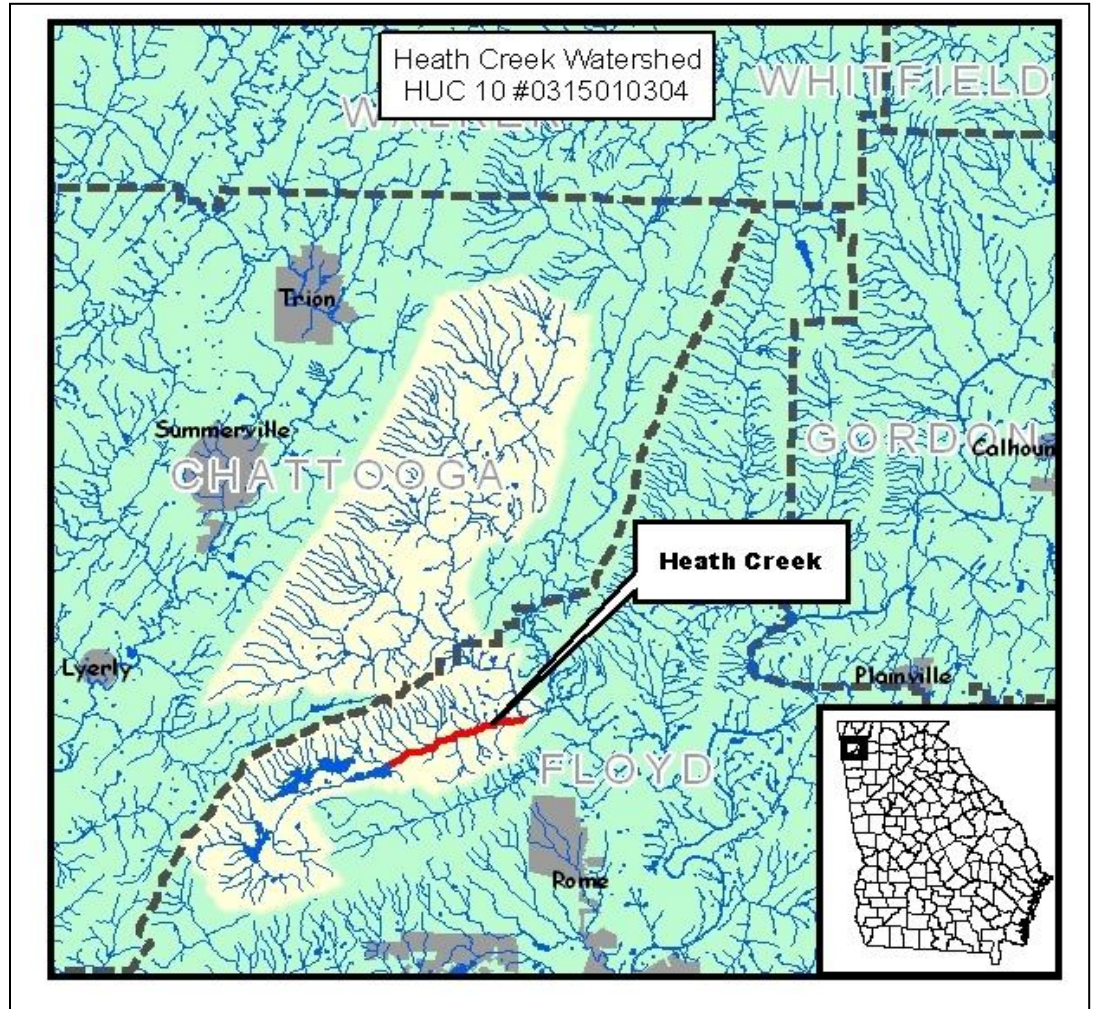 Heath Creek Watershed
HUC 10 #0315010304
WALKER
WHITFIELD
Trion
Summerville
CHATTOOGA
GORDON
Calhoun
Heath Creek
Lyerly
Plainville
FLOYD
Rome